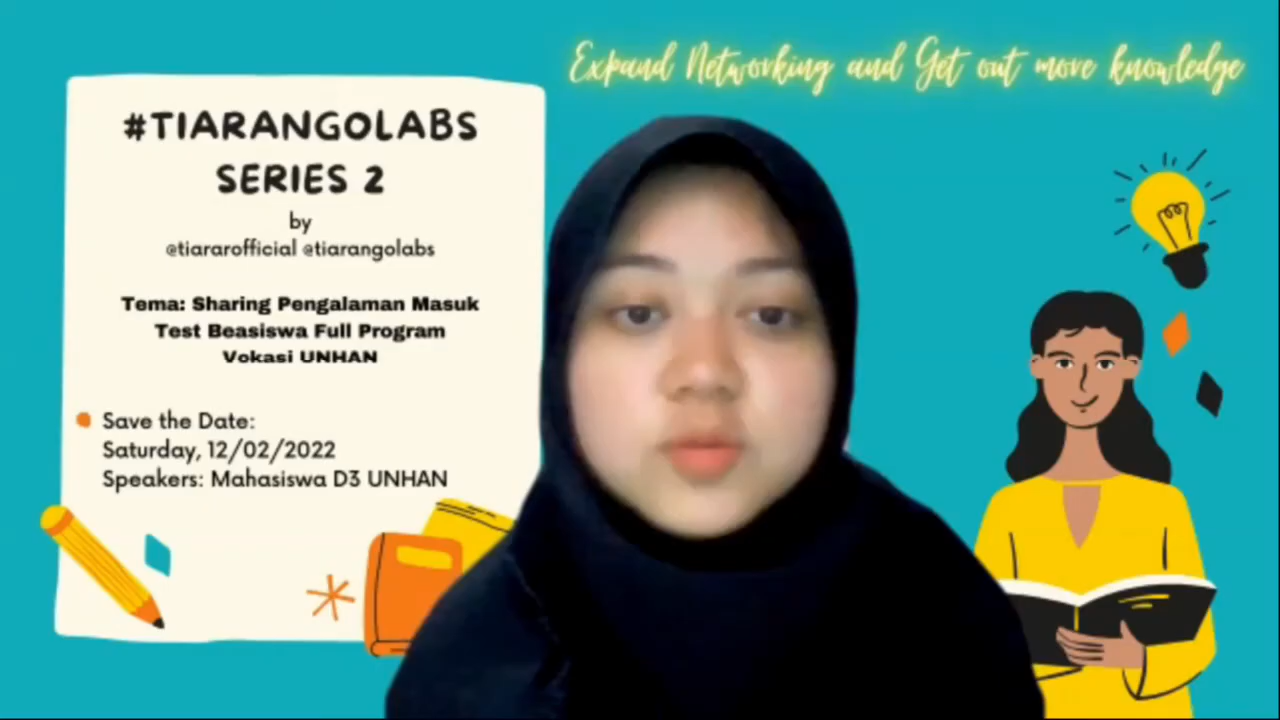 Expand Networking and Get out more knowledge
#TIARANGOLABS
SERIES 2
by
@tiararofficial @tiarangolabs
Tema: Sharing Pengalaman Masuk
Test Beasiswa Full Program
Vokasi UNHAN
Save the Date:
Saturday, 12/02/2022
Speakers: Mahasiswa D3 UNHAN